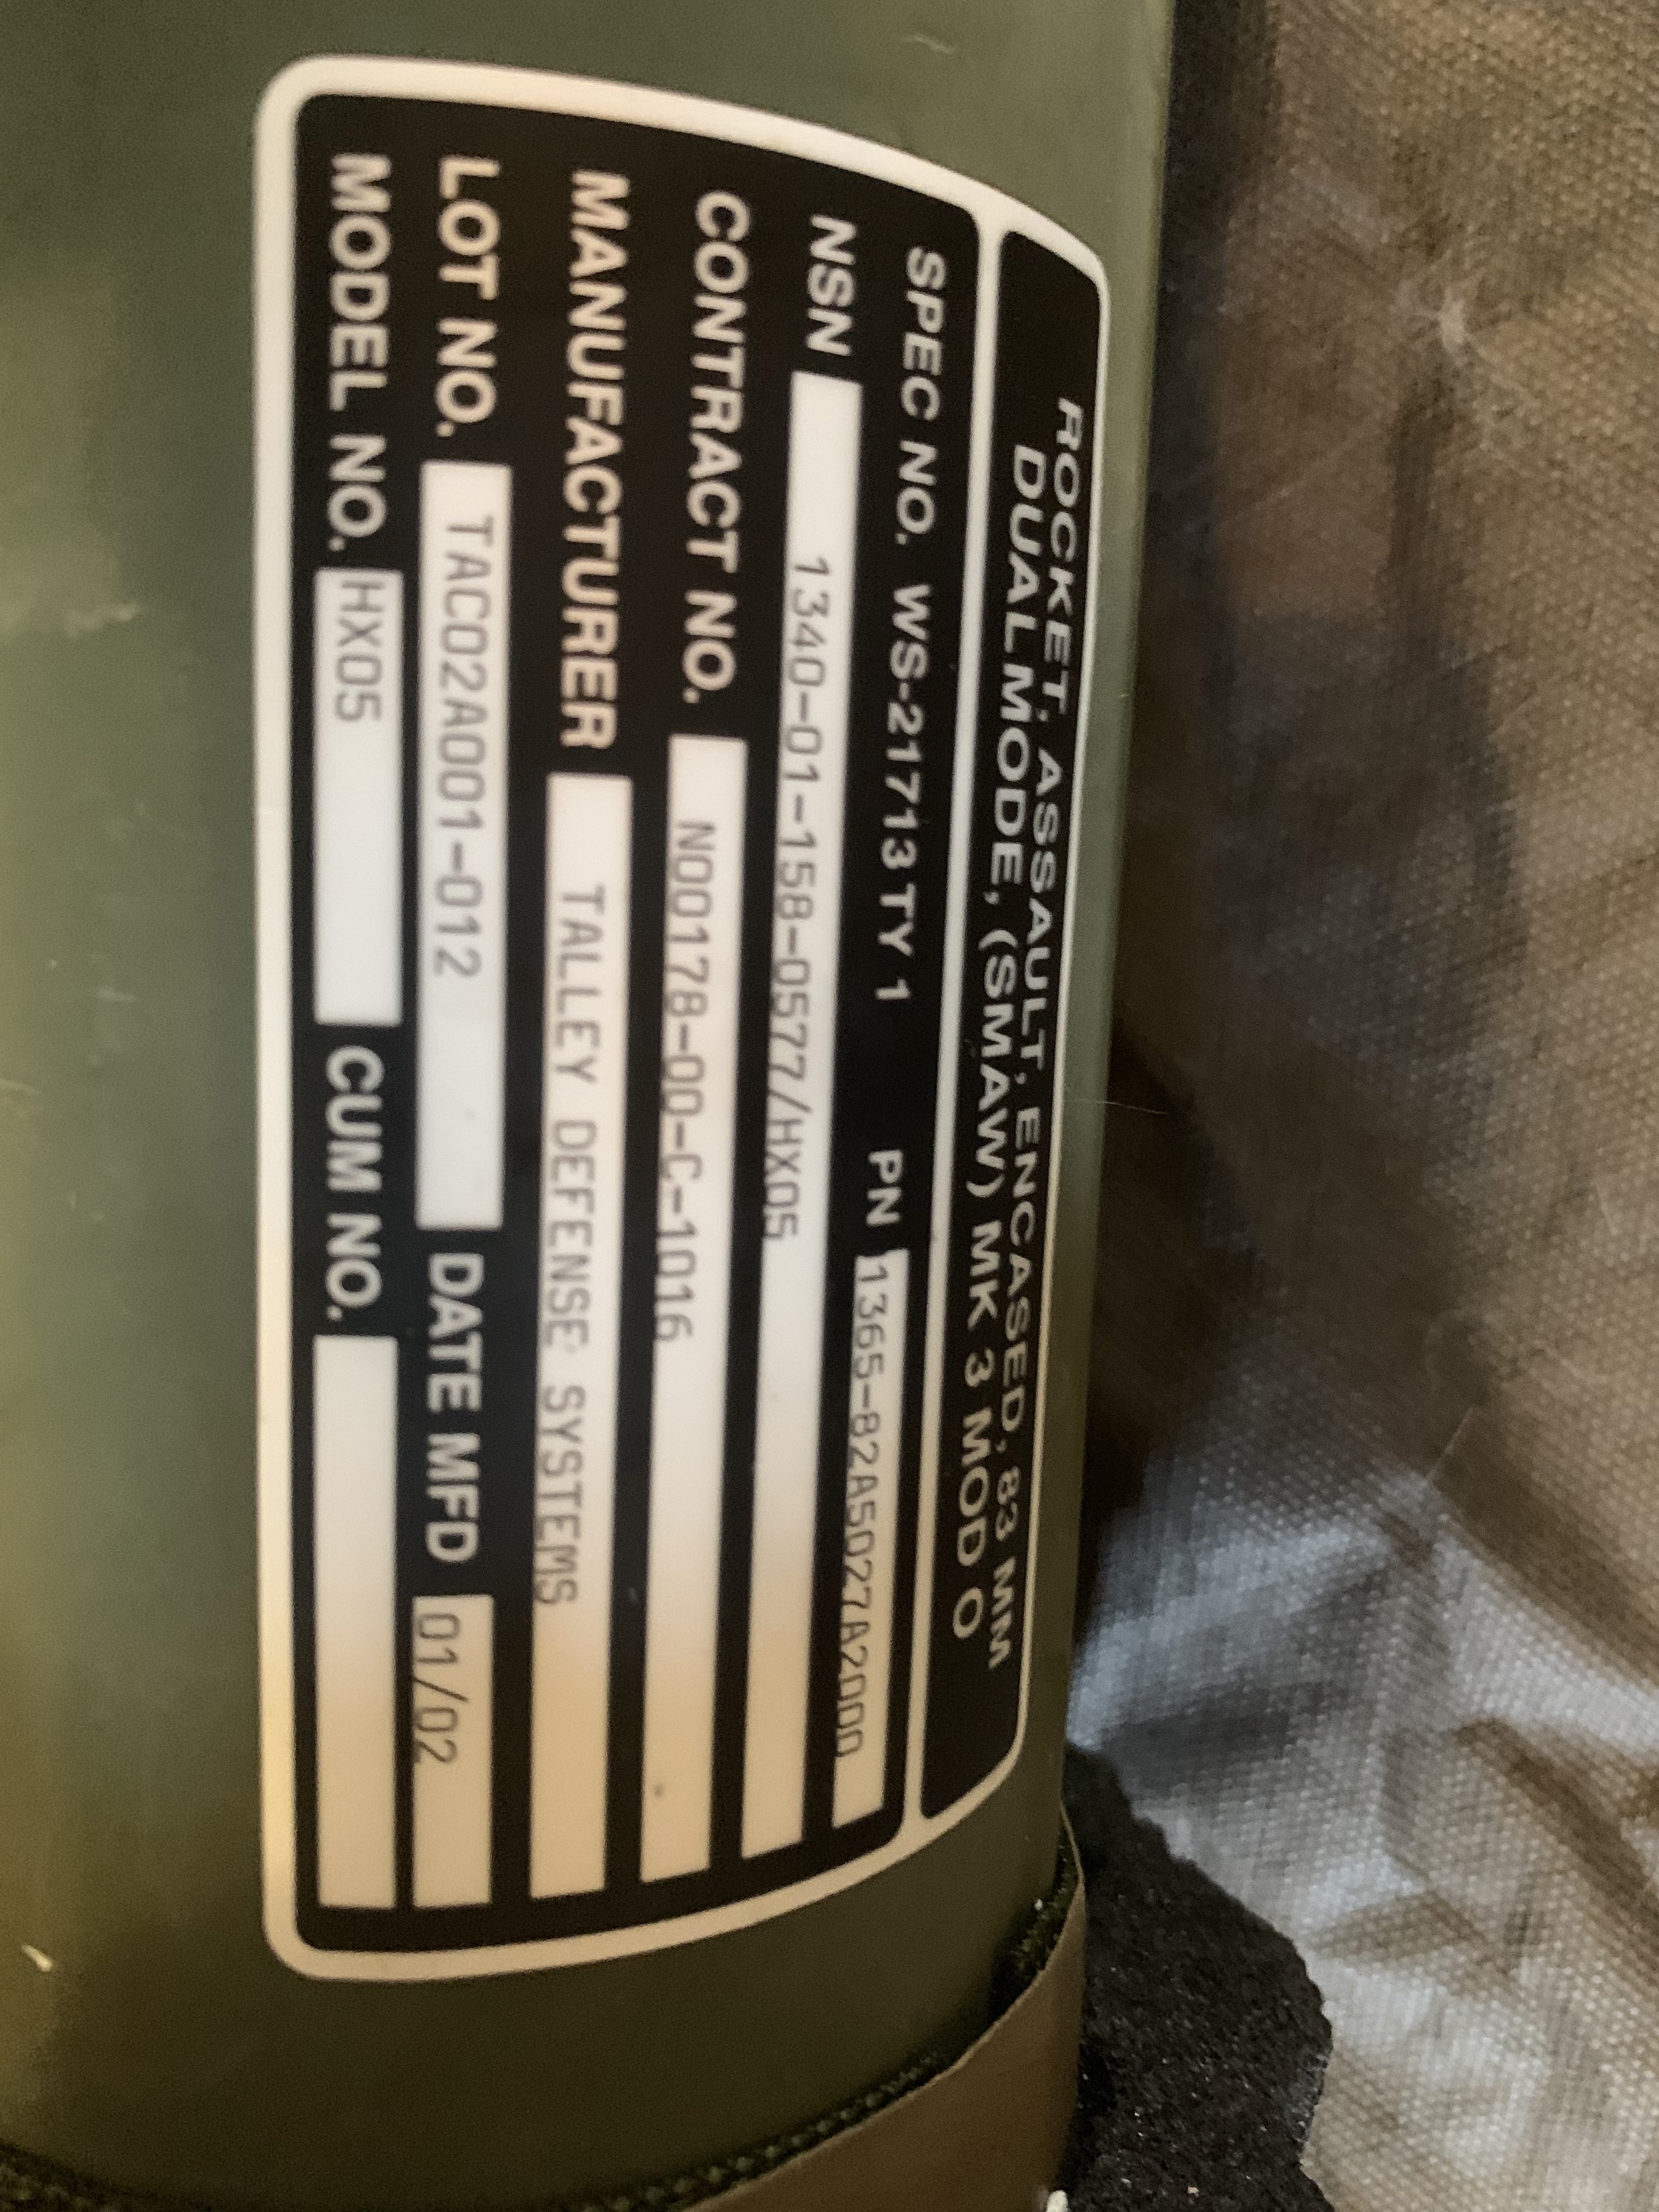 ROCKET, ASSAULT, ENCASED, 83 MM
DUAL MODE, (SMAW) MK 3 MOD 0
SPEC NO. WS-21713 TY 1 PN 1365-82A5027A2000
NSN 1340-01-158-0577/HX05
CONTRACT NO. N00178-00-C-1016
MANUFACTURER TALLEY DEFENSE SYSTEMS
LOT NO. TAC02A001-012 DATE MFD 01/02
MODEL NO. HX05 CUM NO.